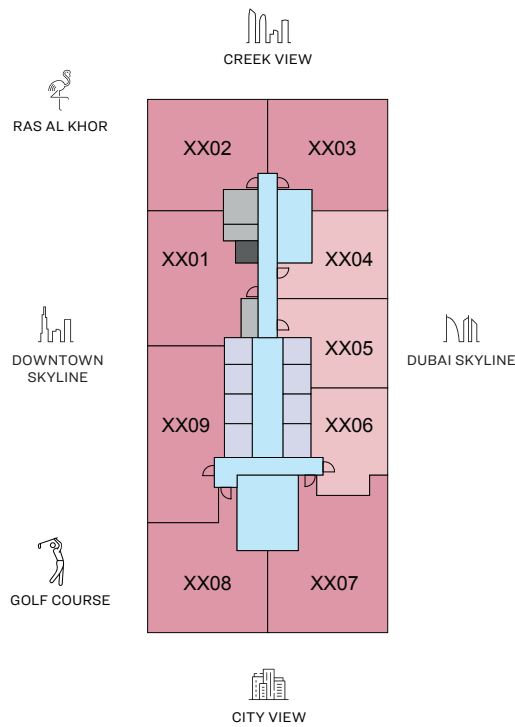 CREEK VIEW
RAS AL KHOR
XX02
XX03
XX01
XX04
DOWNTOWN
SKYLINE
XX05
DUBAI SKYLINE
XX09
XX06
GOLF COURSE
XX08
XX07
CITY VIEW